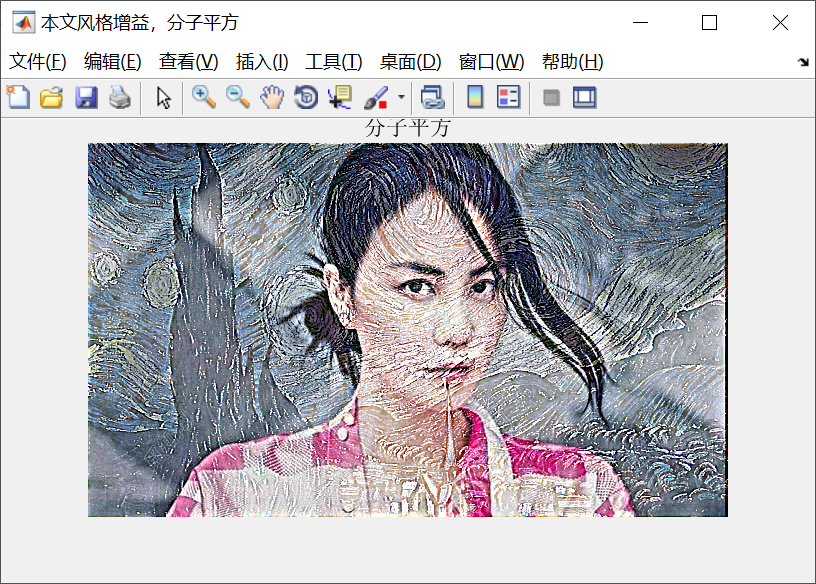 本文风格增益，分子平方
文件(F) 编辑(E) 查看(V) 插入(I) 工具(T) 桌面(D) 窗口(W) 帮助(H)
分子平方